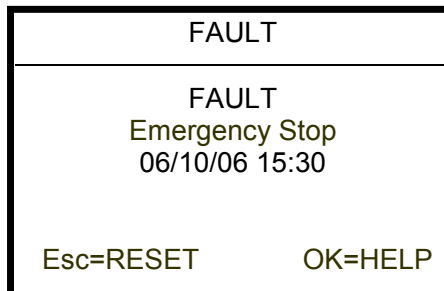 FAULT
FAULT
Emergency Stop
06/10/06 15:30
Esc=RESET OK=HELP